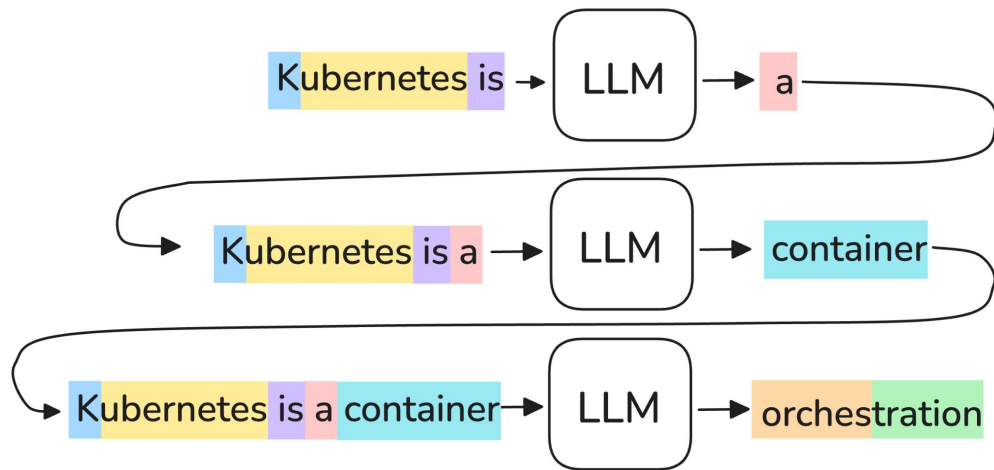 Kubernetes is LLM a
Kubernetes is a LLM container
Kubernetes is a container LLM orchestration